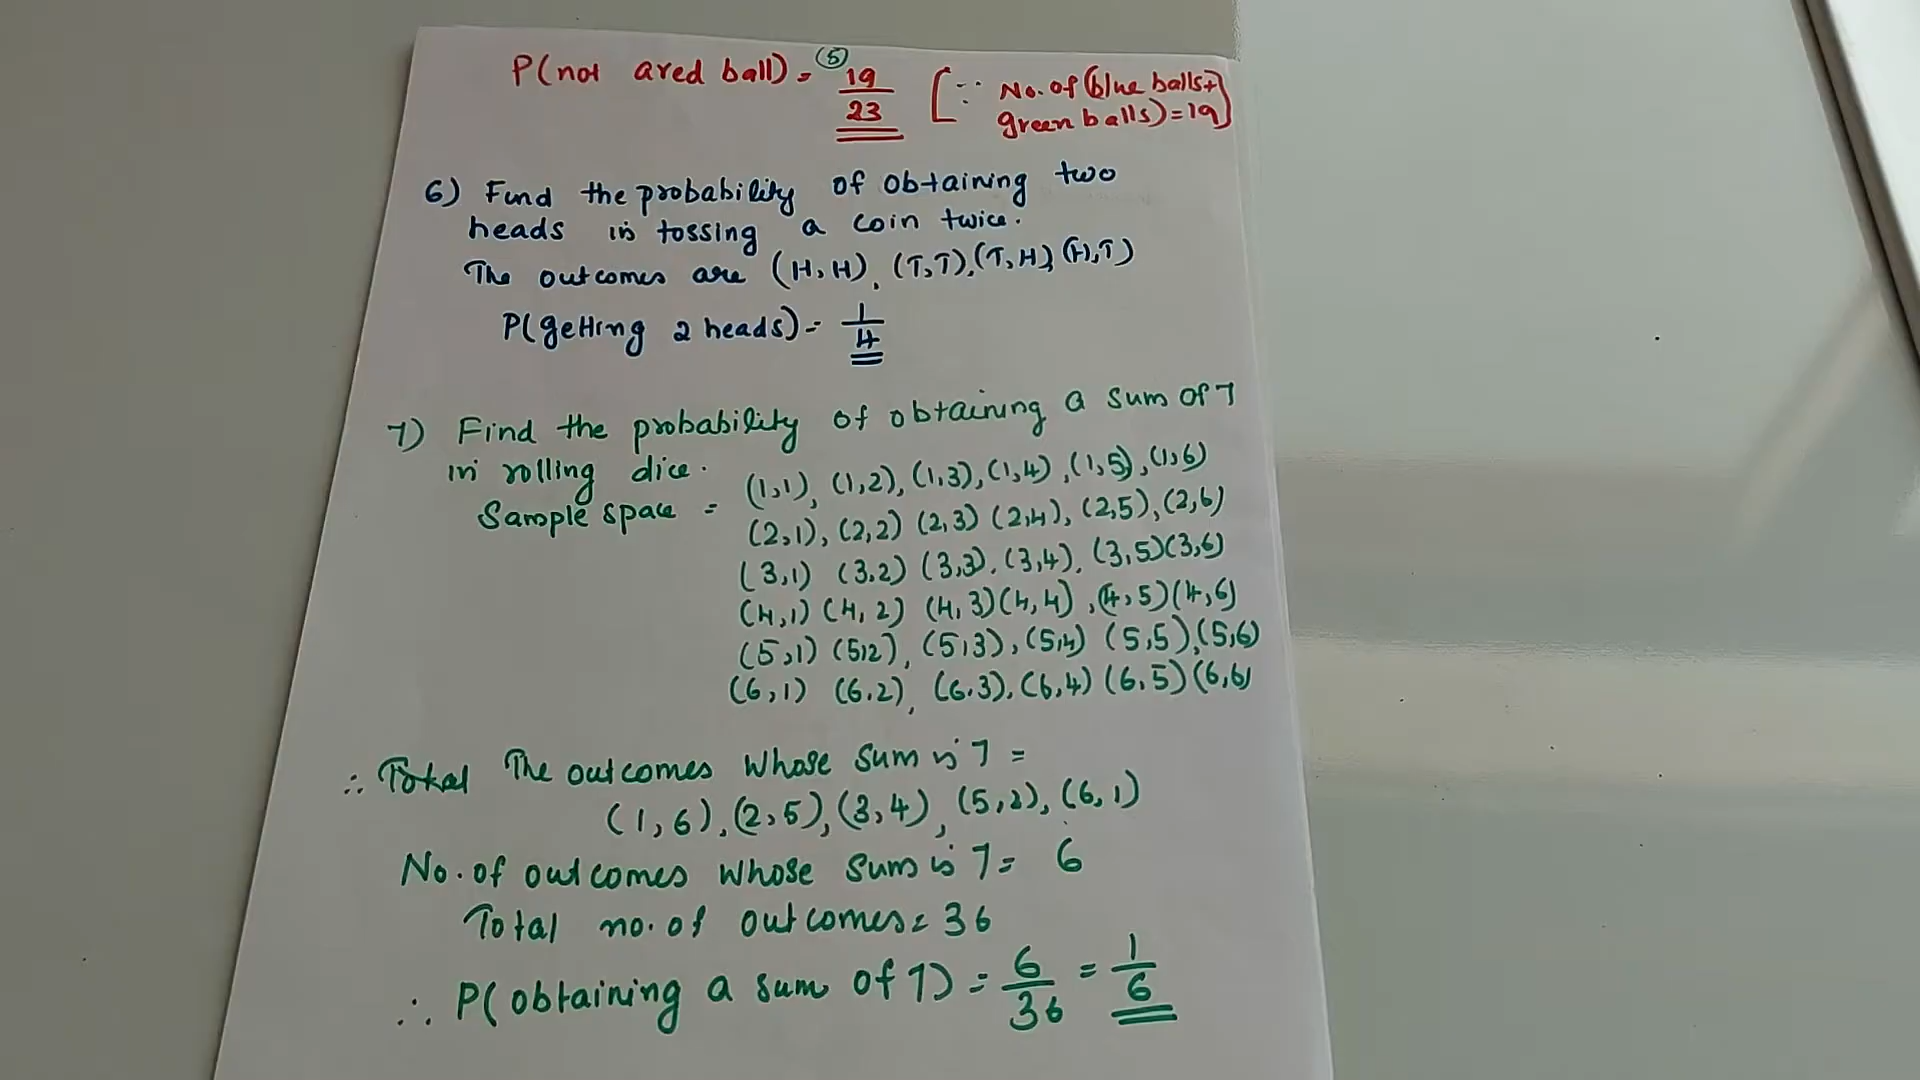 (5)
P(not a red ball) = 19/23 [∵ No. of (blue balls+
green balls) = 19]
6) Find the probability of obtaining two
heads in tossing a coin twice.
The outcomes are (H, H), (T, T), (T, H), (H, T)
P(getting 2 heads) = 1/4
7) Find the probability of obtaining a sum of 7
in rolling dice.
Sample space = (1,1), (1,2), (1,3), (1,4), (1,5), (1,6)
(2,1), (2,2) (2,3) (2,4), (2,5), (2,6)
(3,1) (3,2) (3,3), (3,4), (3,5) (3,6)
(4,1) (4,2) (4,3) (4,4), (4,5) (4,6)
(5,1) (5,2), (5,3), (5,4) (5,5), (5,6)
(6,1) (6,2), (6,3), (6,4) (6,5) (6,6)
∴ Total The outcomes whose sum is 7 =
(1,6), (2,5), (3,4), (5,2), (6,1)
No. of outcomes whose sum is 7 = 6
Total no. of outcomes = 36
∴ P(obtaining a sum of 7) = 6/36 = 1/6